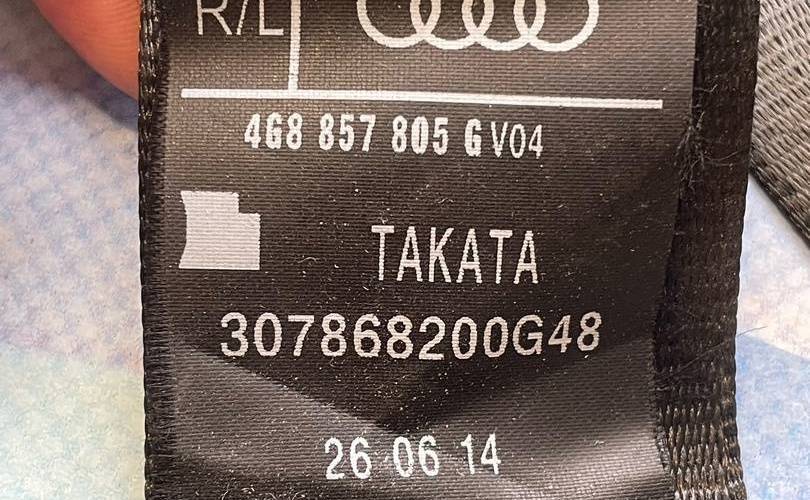 R/L
4G8 857 805 G V04
TAKATA
307868200G48
26 06 14